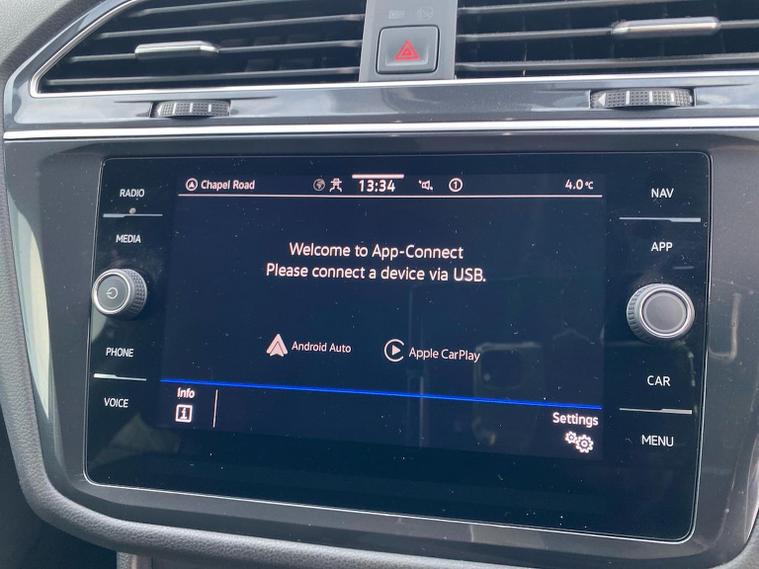 RADIO
MEDIA
PHONE
VOICE
Chapel Road
13:34
1
4.0°C
Welcome to App-Connect
Please connect a device via USB.
Android Auto
Apple CarPlay
Info
i
Settings
NAV
APP
CAR
MENU